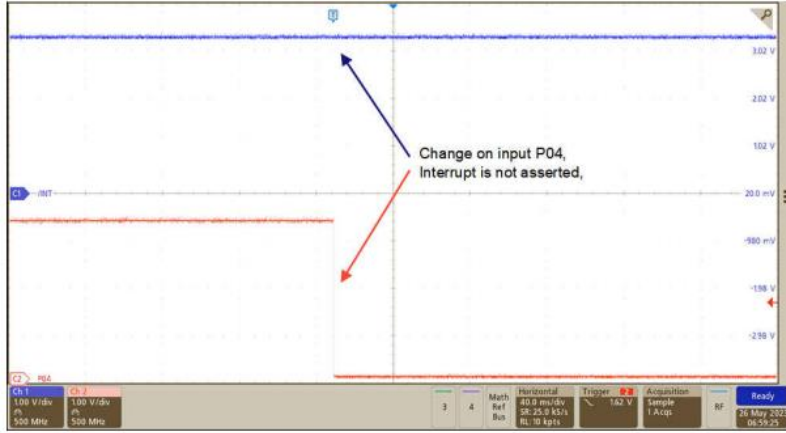 T
3.02 V
2.02 V
1.02 V
Change on input P04,
Interrupt is not asserted,
C1 /INT
20.0 mV
-980 mV
-1.98 V
-2.98 V
C2 P04
Ch 1
1.00 V/div
500 MHz
Ch 2
1.00 V/div
500 MHz
3
4
Math
Ref
Bus
Horizontal
40.0 ms/div
SR: 25.0 kS/s
RL: 10 kpts
Trigger 2
1.62 V
Acquisition
Sample
1 Acqs
RF
Ready
26 May 2023
06:59:25